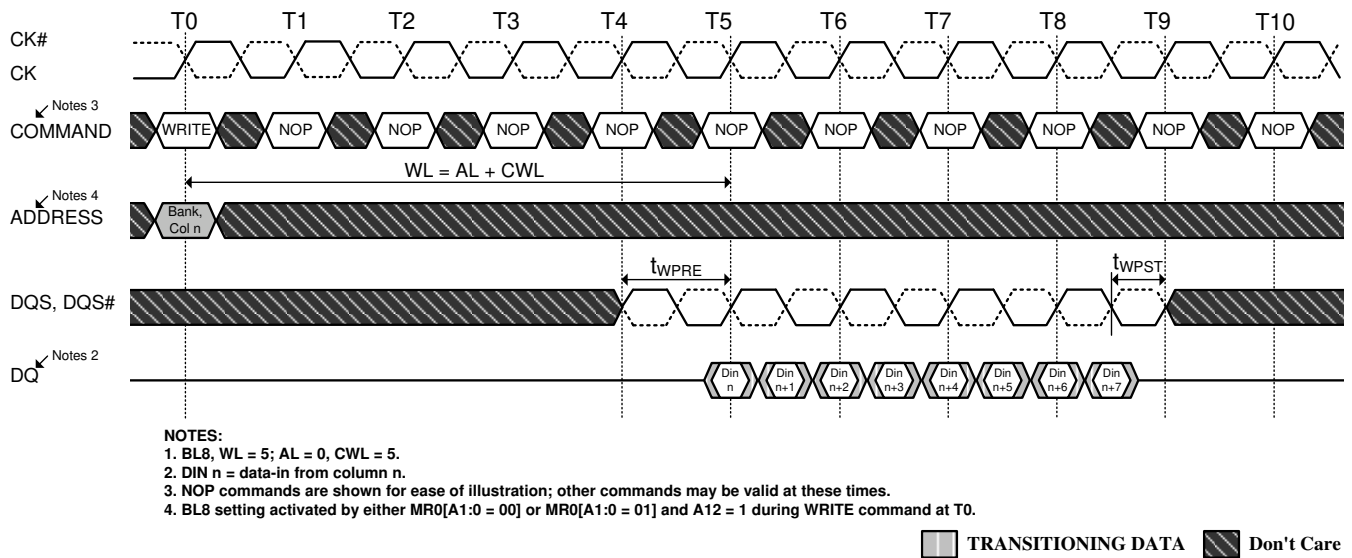 T0 T1 T2 T3 T4 T5 T6 T7 T8 T9 T10
CK#
CK
Notes 3
COMMAND
WRITE NOP NOP NOP NOP NOP NOP NOP NOP NOP NOP
WL = AL + CWL
Notes 4
ADDRESS
Bank,
Col n
tWPRE
tWPST
DQS, DQS#
Notes 2
DQ
Din Din Din Din Din Din Din Din
n n+1 n+2 n+3 n+4 n+5 n+6 n+7
NOTES:
1. BL8, WL = 5; AL = 0, CWL = 5.
2. DIN n = data-in from column n.
3. NOP commands are shown for ease of illustration; other commands may be valid at these times.
4. BL8 setting activated by either MR0[A1:0 = 00] or MR0[A1:0 = 01] and A12 = 1 during WRITE command at T0.
TRANSITIONING DATA Don't Care